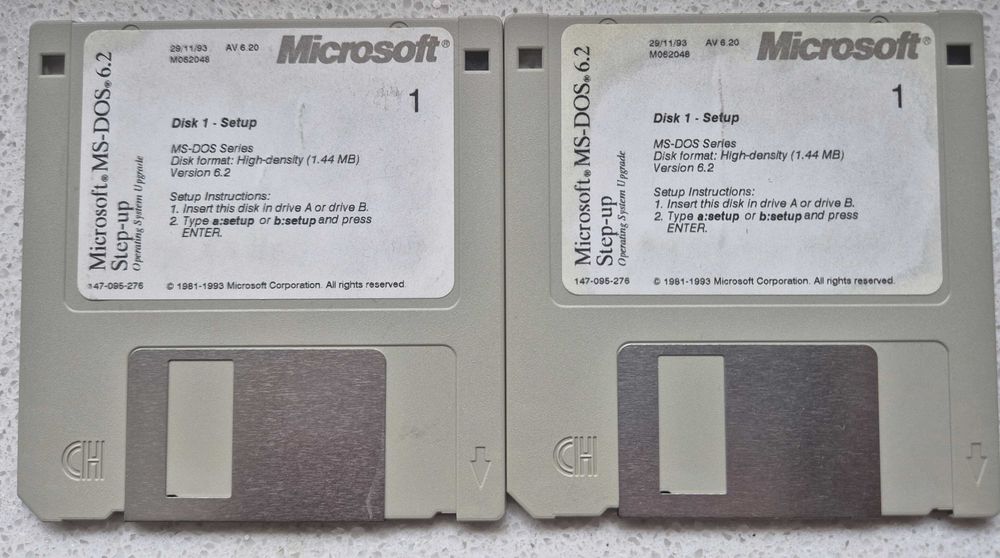 29/11/93 AV 6.20
M062048
Microsoft®
1
Microsoft® MS-DOS® 6.2
Step-up
Operating System Upgrade
Disk 1 - Setup
MS-DOS Series
Disk format: High-density (1.44 MB)
Version 6.2
Setup Instructions:
1. Insert this disk in drive A or drive B.
2. Type a:setup or b:setup and press
ENTER.
147-095-276 © 1981-1993 Microsoft Corporation. All rights reserved.
CH
29/11/93 AV 6.20
M062048
Microsoft®
1
Microsoft® MS-DOS® 6.2
Step-up
Operating System Upgrade
Disk 1 - Setup
MS-DOS Series
Disk format: High-density (1.44 MB)
Version 6.2
Setup Instructions:
1. Insert this disk in drive A or drive B.
2. Type a:setup or b:setup and press
ENTER.
147-095-276 © 1981-1993 Microsoft Corporation. All rights reserved.
CH